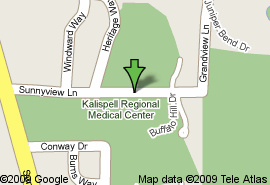 Windward Way
Heritage Way
Juniper Bend Dr
Grandview Ln
Sunnyview Ln
Kalispell Regional
Medical Center
Buffalo Hill Dr
Conway Dr
Way
©2009 Google
Map data ©2009 Tele Atlas